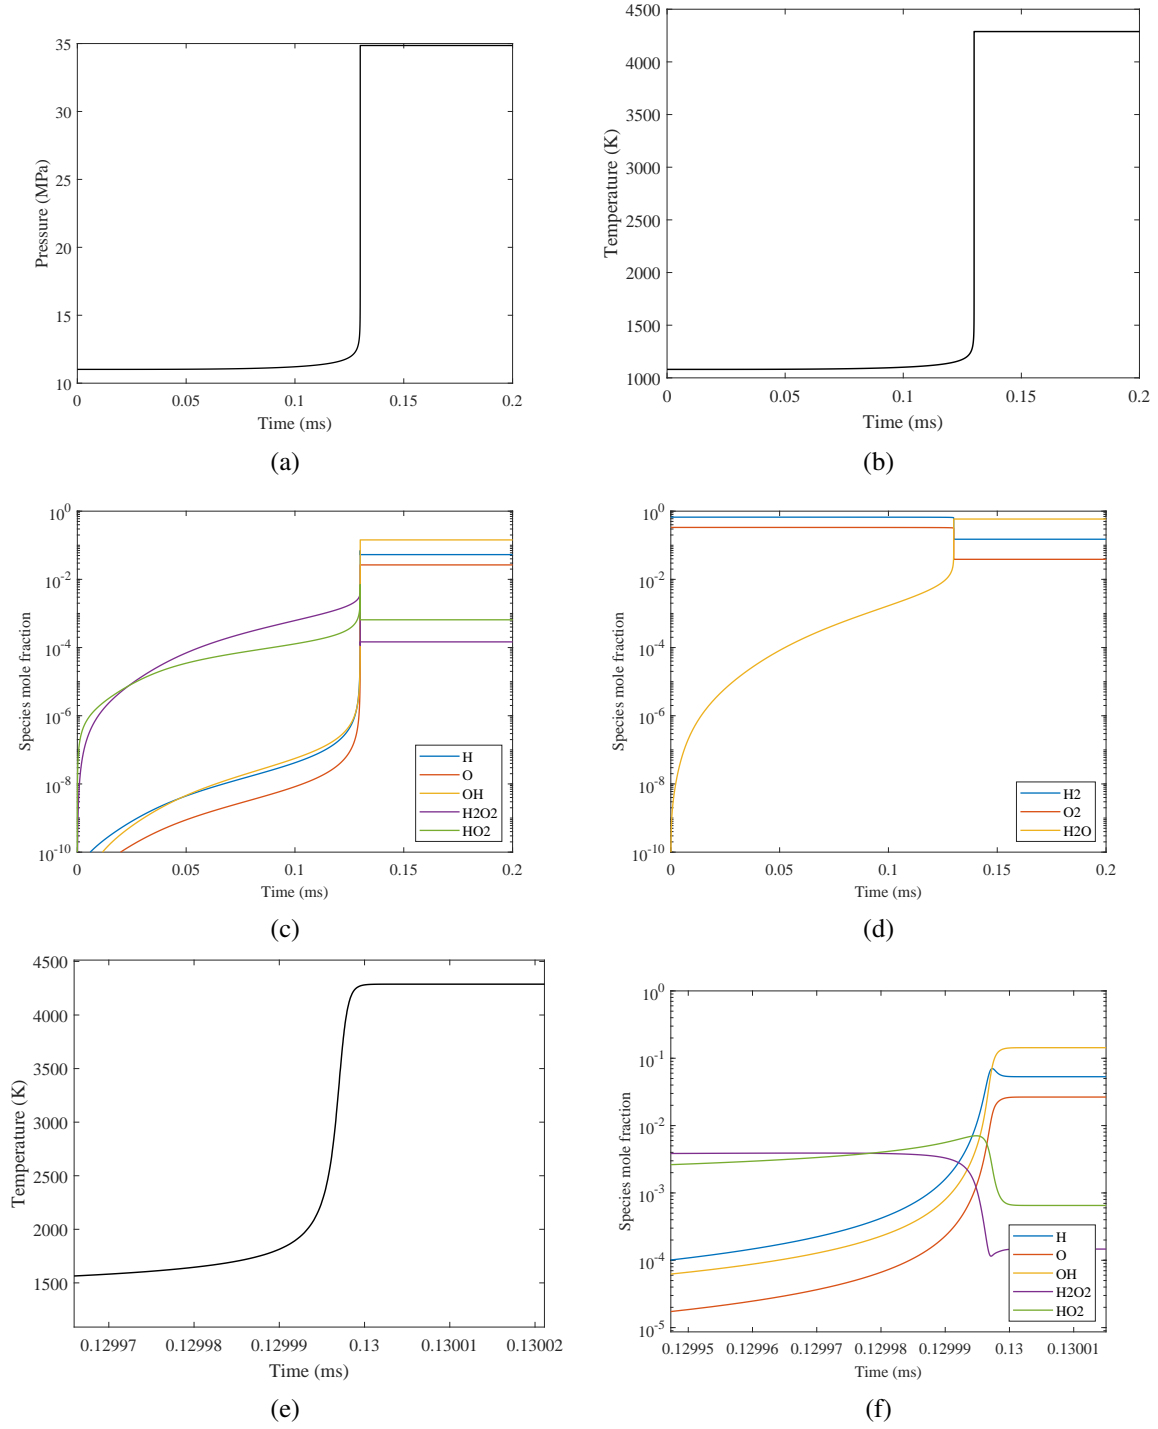 35
30
25
20
15
10
Pressure (MPa)
0 0.05 0.1 0.15 0.2
Time (ms)
(a)
4500
4000
3500
3000
2500
2000
1500
1000
Temperature (K)
0 0.05 0.1 0.15 0.2
Time (ms)
(b)
10^0
10^-2
10^-4
10^-6
10^-8
10^-10
Species mole fraction
H
O
OH
H2O2
HO2
0 0.05 0.1 0.15 0.2
Time (ms)
(c)
10^0
10^-2
10^-4
10^-6
10^-8
10^-10
Species mole fraction
H2
O2
H2O
0 0.05 0.1 0.15 0.2
Time (ms)
(d)
4500
4000
3500
3000
2500
2000
1500
Temperature (K)
0.12997 0.12998 0.12999 0.13 0.13001 0.13002
Time (ms)
(e)
10^0
10^-1
10^-2
10^-3
10^-4
10^-5
Species mole fraction
H
O
OH
H2O2
HO2
0.12995 0.12996 0.12997 0.12998 0.12999 0.13 0.13001
Time (ms)
(f)